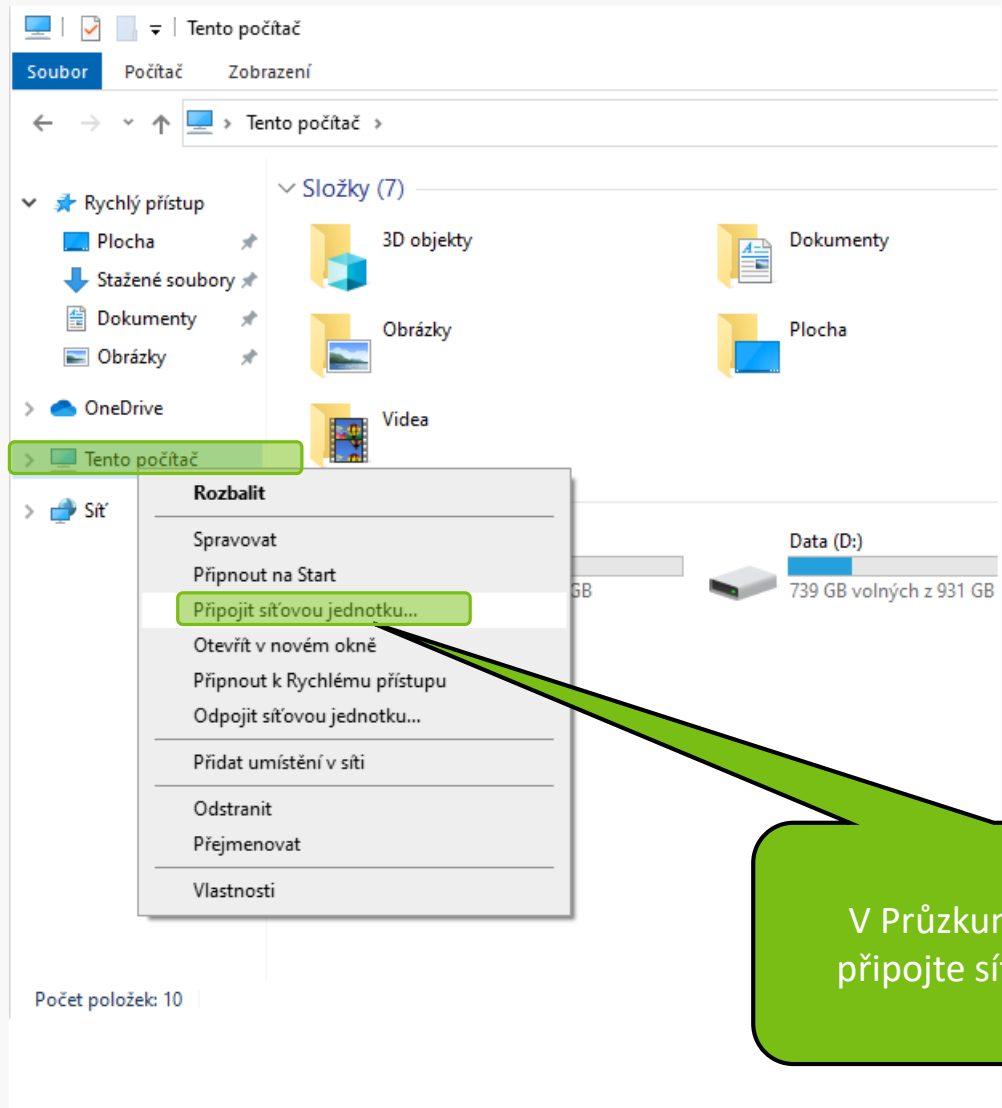 Tento počítač
Soubor Počítač Zobrazení
Tento počítač
Rychlý přístup
Plocha
Stažené soubory
Dokumenty
Obrázky
OneDrive
Tento počítač
Síť
Složky (7)
3D objekty
Dokumenty
Obrázky
Plocha
Videa
GB
Data (D:)
739 GB volných z 931 GB
Rozbalit
Spravovat
Připnout na Start
Připojit síťovou jednotku...
Otevřít v novém okně
Připnout k Rychlému přístupu
Odpojit síťovou jednotku...
Přidat umístění v síti
Odstranit
Přejmenovat
Vlastnosti
V
připojte
Počet položek: 10